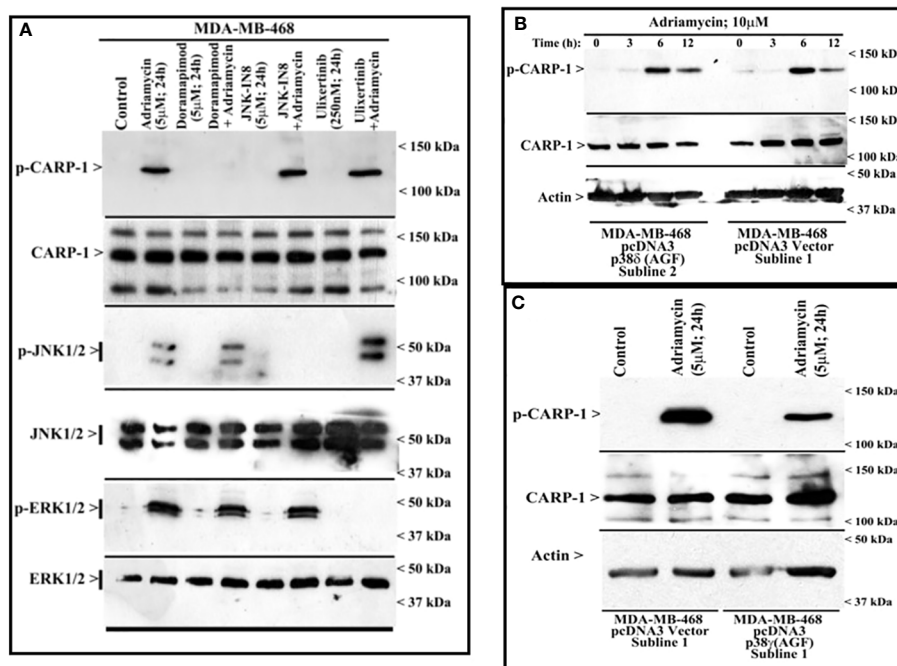 A
MDA-MB-468
Control
Adriamycin
(5µM; 24h)
Doramapimod
(5µM; 24h)
Doramapimod
+ Adriamycin
JNK-IN8
(5µM; 24h)
JNK-IN8
+Adriamycin
Ulixertinib
(250nM; 24h)
Ulixertinib
+Adriamycin
p-CARP-1 >
< 150 kDa
< 100 kDa
CARP-1 >
< 150 kDa
< 100 kDa
p-JNK1/2 >
< 50 kDa
< 37 kDa
JNK1/2 >
< 50 kDa
< 37 kDa
p-ERK1/2 >
< 50 kDa
< 37 kDa
ERK1/2 >
< 50 kDa
< 37 kDa
B
Adriamycin; 10µM
Time (h): 0 3 6 12 0 3 6 12
p-CARP-1 >
< 150 kDa
< 100 kDa
CARP-1 >
< 150 kDa
< 100 kDa
Actin >
< 50 kDa
< 37 kDa
MDA-MB-468
pcDNA3
p38δ (AGF)
Subline 2
MDA-MB-468
pcDNA3 Vector
Subline 1
C
Control
Adriamycin
(5µM; 24h)
Control
Adriamycin
(5µM; 24h)
p-CARP-1 >
< 150 kDa
< 100 kDa
CARP-1 >
< 150 kDa
< 100 kDa
Actin >
< 50 kDa
< 37 kDa
MDA-MB-468
pcDNA3 Vector
Subline 1
MDA-MB-468
pcDNA3
p38γ(AGF)
Subline 1